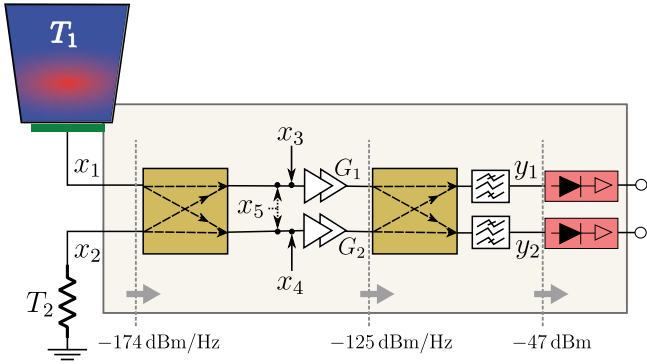 T₁
x₁
x₃
G₁
y₁
x₅
x₂
G₂
y₂
x₄
T₂
−174 dBm/Hz
−125 dBm/Hz
−47 dBm